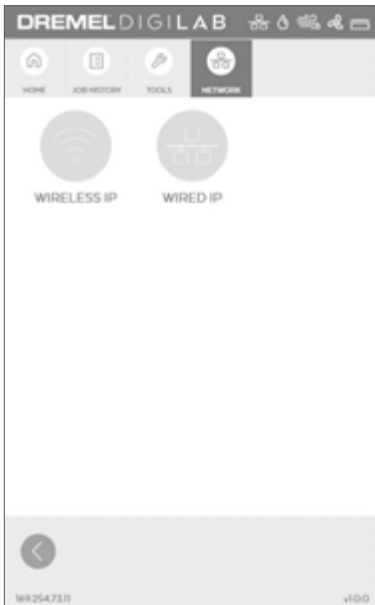 DREMEL DIGILAB
HOME JOB HISTORY TOOLS NETWORK
WIRELESS IP WIRED IP
169.254.73.11 v1.0.0